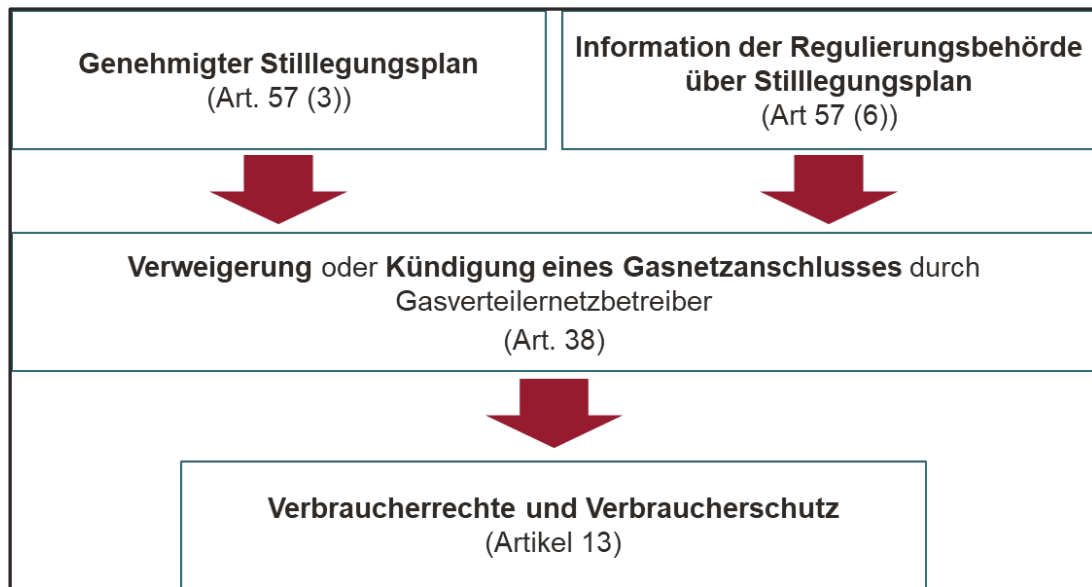 Genehmigter Stilllegungsplan
(Art. 57 (3))
Information der Regulierungsbehörde
über Stilllegungsplan
(Art 57 (6))
Verweigerung oder Kündigung eines Gasnetzanschlusses durch
Gasverteilernetzbetreiber
(Art. 38)
Verbraucherrechte und Verbraucherschutz
(Artikel 13)